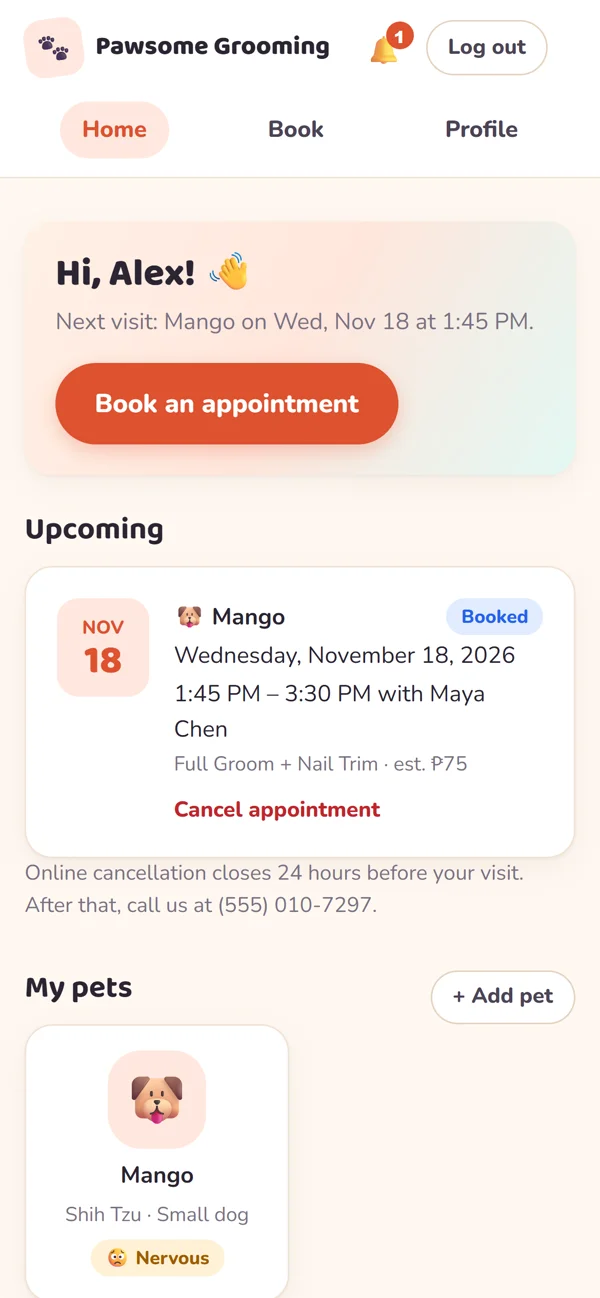 Pawsome Grooming
1
Log out
Home
Book
Profile
Hi, Alex! 👋
Next visit: Mango on Wed, Nov 18 at 1:45 PM.
Book an appointment
Upcoming
NOV
18
🐶 Mango
Booked
Wednesday, November 18, 2026
1:45 PM – 3:30 PM with Maya
Chen
Full Groom + Nail Trim · est. ₱75
Cancel appointment
Online cancellation closes 24 hours before your visit.
After that, call us at (555) 010-7297.
My pets
+ Add pet
Mango
Shih Tzu · Small dog
😟 Nervous